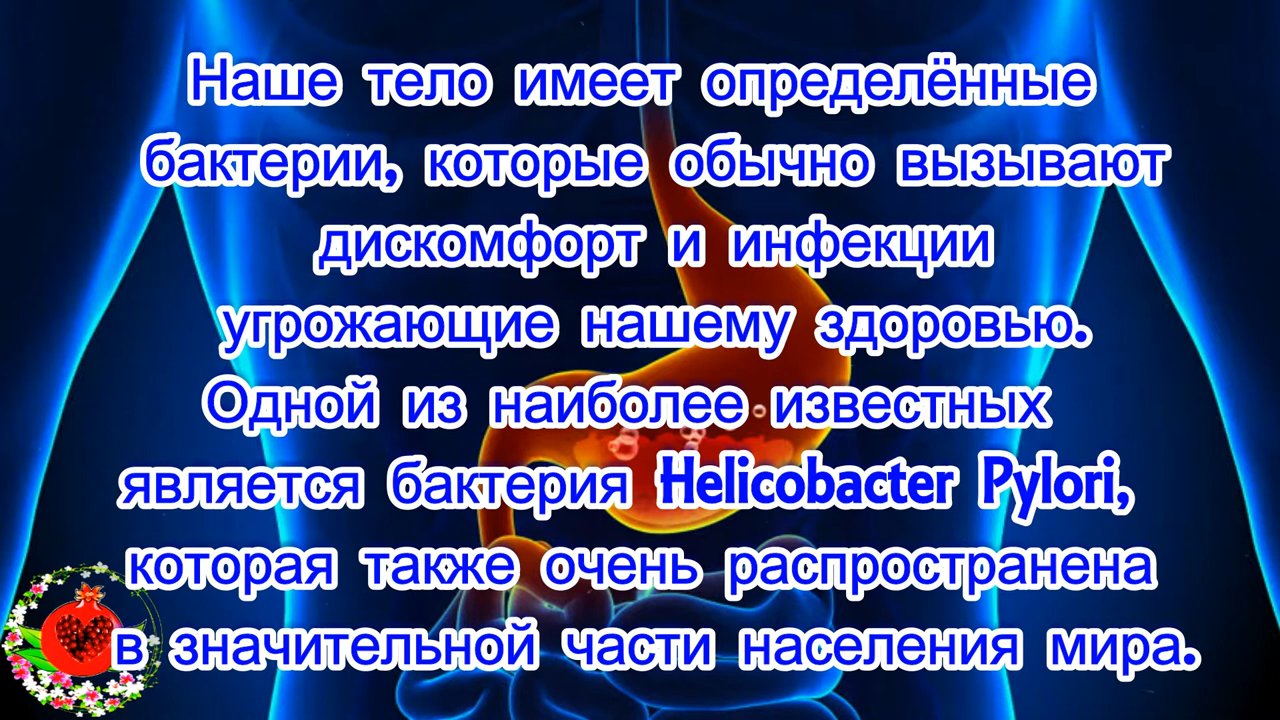 Наше тело имеет определённые
бактерии, которые обычно вызывают
дискомфорт и инфекции
угрожающие нашему здоровью.
Одной из наиболее известных
является бактерия Helicobacter Pylori,
которая также очень распространена
в значительной части населения мира.